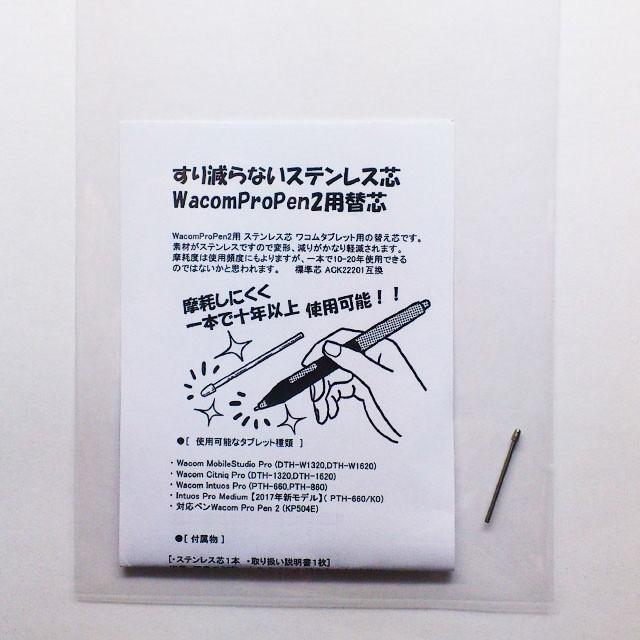 すり減らないステンレス芯
WacomProPen2用替芯
WacomProPen2用 ステンレス芯 ワコムタブレット用の替え芯です。
素材がステンレスですので変形、減りがかなり軽減されます。
摩耗度は使用頻度にもよりますが、一本で10-20年使用できる
のではないかと思われます。 標準芯 ACK22201互換
摩耗しにくく
一本で十年以上 使用可能！！
●[ 使用可能なタブレット種類 ]
・Wacom MobileStudio Pro (DTH-W1320,DTH-W1620)
・Wacom Citniq Pro (DTH-1320,DTH-1620)
・Wacom Intuos Pro (PTH-660,PTH-860)
・Intuos Pro Medium 【2017年新モデル】( PTH-660/K0)
・対応ペンWacom Pro Pen 2 (KP504E)
●[ 付属物 ]
[・ステンレス芯1本 ・取り扱い説明書1枚]